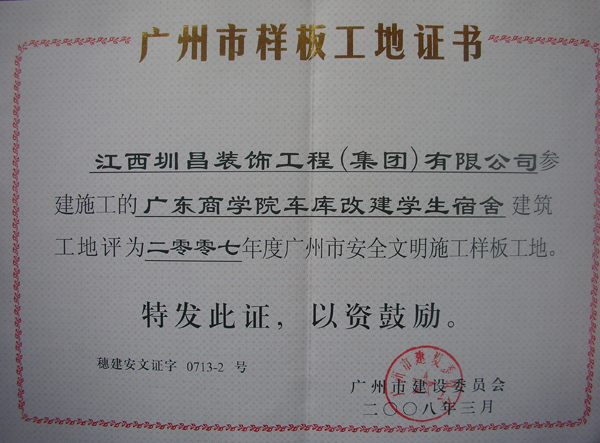 广州市样板工地证书
江西圳昌装饰工程(集团)有限公司参
建施工的广东商学院车库改建学生宿舍建筑
工地评为二零零七年度广州市安全文明施工样板工地。
特发此证，以资鼓励。
穗建安文证字 0713-2 号
广州市建设委员会
二〇〇八年三月